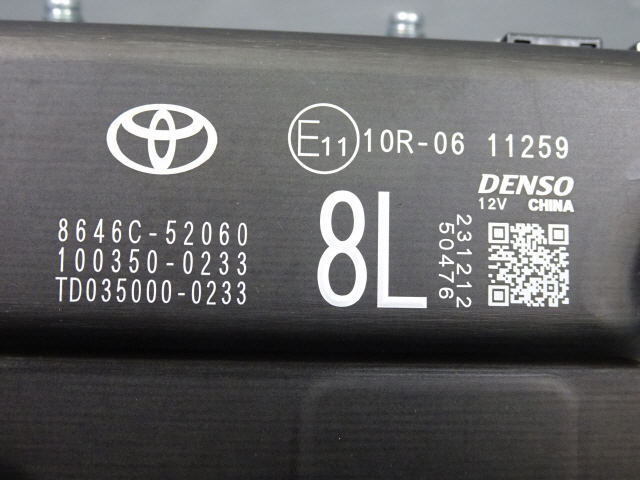 E11 10R-06 11259
DENSO
12V CHINA
8646C-52060
100350-0233
TD035000-0233
8L
231212
50476